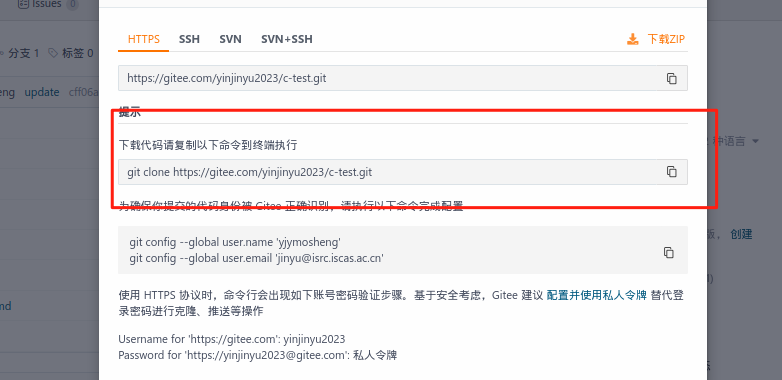 Issues 0
HTTPS SSH SVN SVN+SSH 下载ZIP
分支 1 标签 0
https://gitee.com/yinjinyu2023/c-test.git
eng update cff06a
提示
种语言
下载代码请复制以下命令到终端执行
git clone https://gitee.com/yinjinyu2023/c-test.git
为确保你提交的代码身份被 Gitee 正确识别，请执行以下命令完成配置
版，创建
git config --global user.name 'yjymosheng'
git config --global user.email 'jinyu@isrc.iscas.ac.cn'
使用 HTTPS 协议时，命令行会出现如下账号密码验证步骤。基于安全考虑，Gitee 建议 配置并使用私人令牌 替代登
录密码进行克隆、推送等操作
md
Username for 'https://gitee.com': yinjinyu2023
Password for 'https://yinjinyu2023@gitee.com': 私人令牌